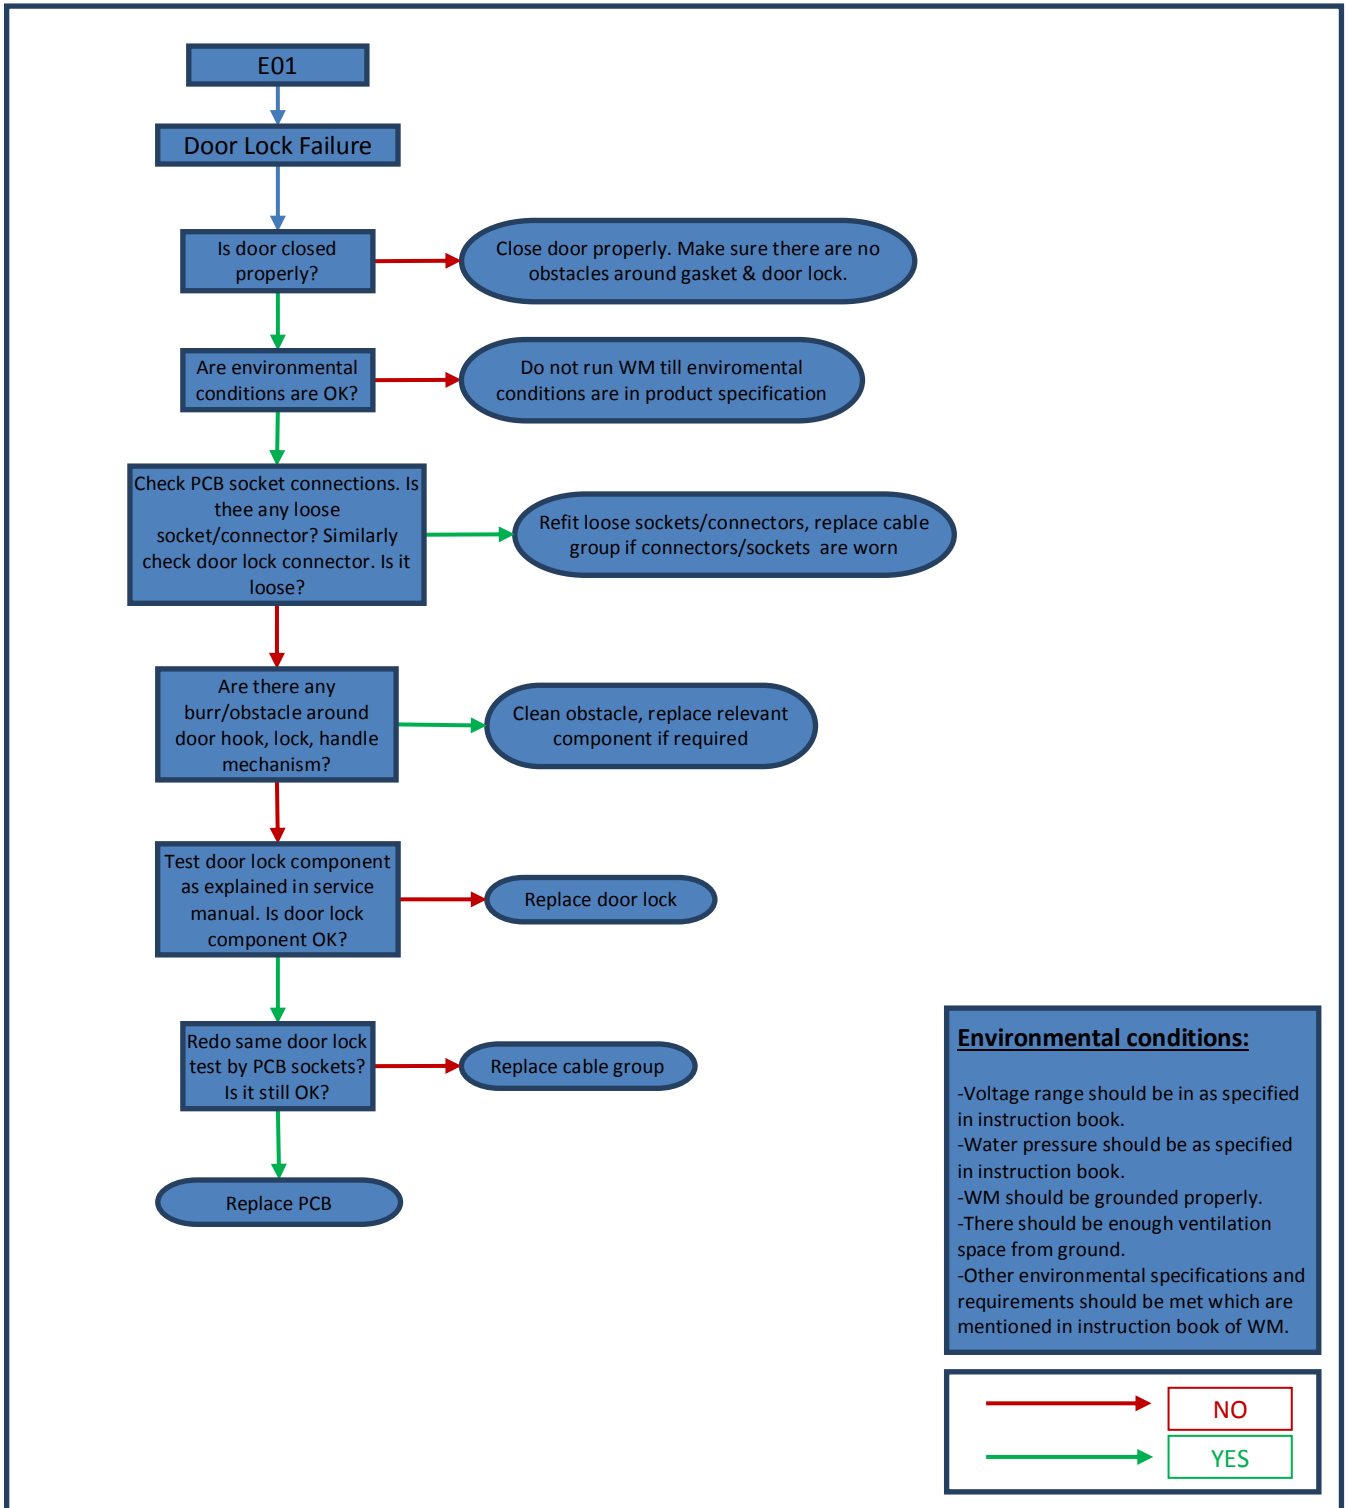 E01
Door Lock Failure
Is door closed
properly?
Close door properly. Make sure there are no
obstacles around gasket & door lock.
Are environmental
conditions are OK?
Do not run WM till enviromental
conditions are in product specification
Check PCB socket connections. Is
thee any loose
socket/connector? Similarly
check door lock connector. Is it
loose?
Refit loose sockets/connectors, replace cable
group if connectors/sockets  are worn
Are there any
burr/obstacle around
door hook, lock, handle
mechanism?
Clean obstacle, replace relevant
component if required
Test door lock component
as explained in service
manual. Is door lock
component OK?
Replace door lock
Redo same door lock
test by PCB sockets?
Is it still OK?
Replace cable group
Replace PCB
Environmental conditions:
-Voltage range should be in as specified
in instruction book.
-Water pressure should be as specified
in instruction book.
-WM should be grounded properly.
-There should be enough ventilation
space from ground.
-Other environmental specifications and
requirements should be met which are
mentioned in instruction book of WM.
NO
YES